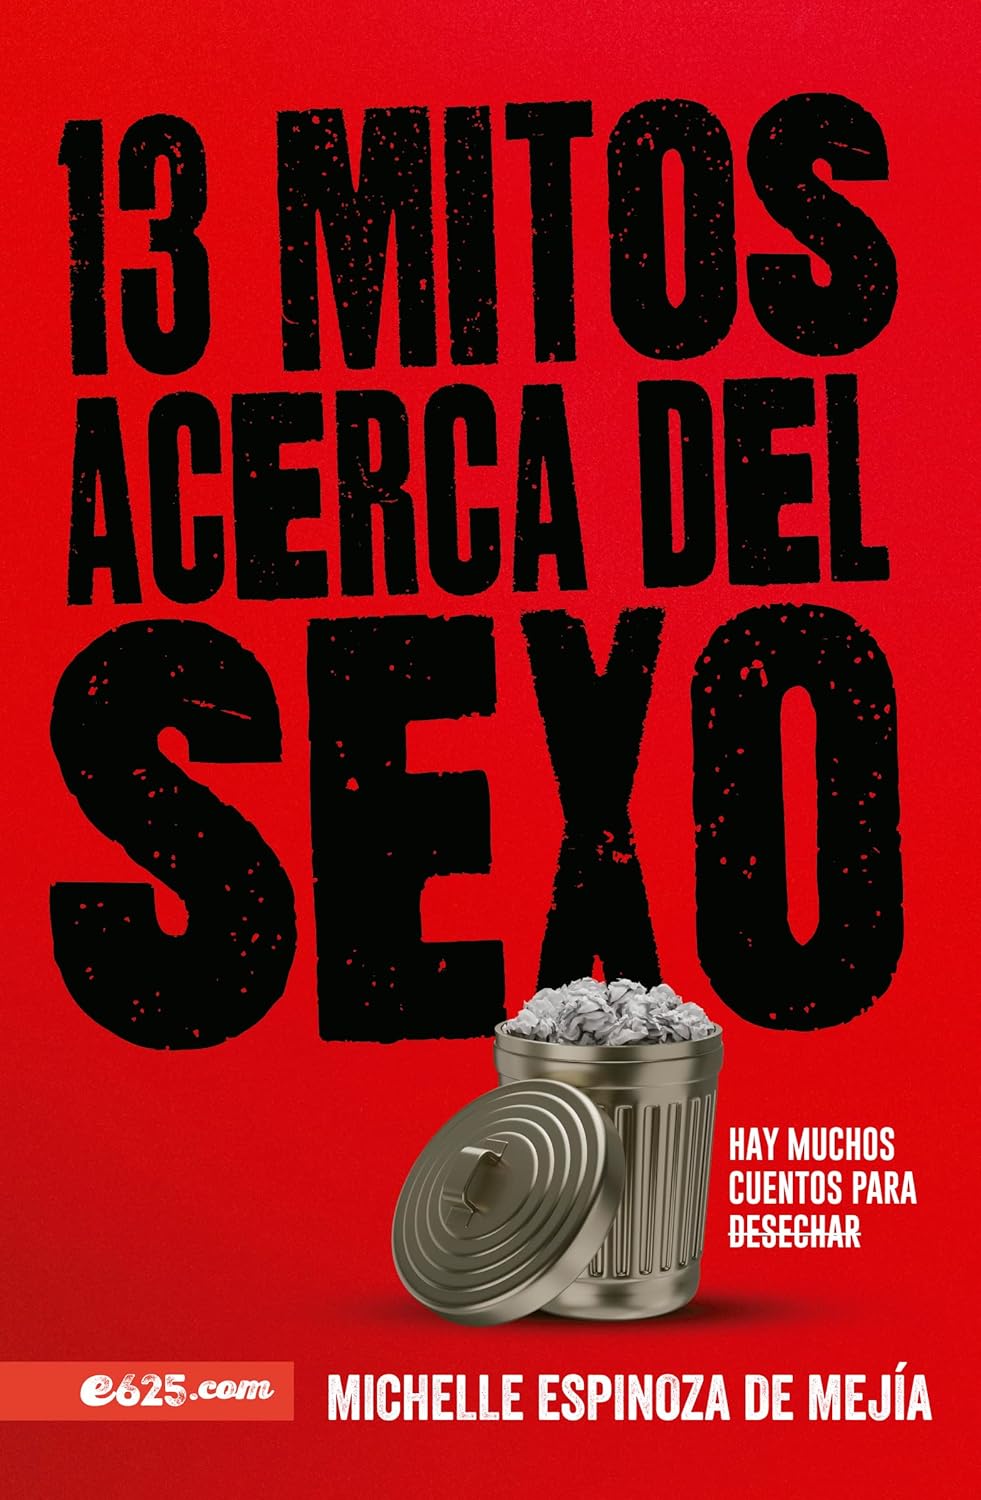 13 MITOS
ACERCA DEL
SEXO
HAY MUCHOS
CUENTOS PARA
DESECHAR
e625.com
MICHELLE ESPINOZA DE MEJÍA